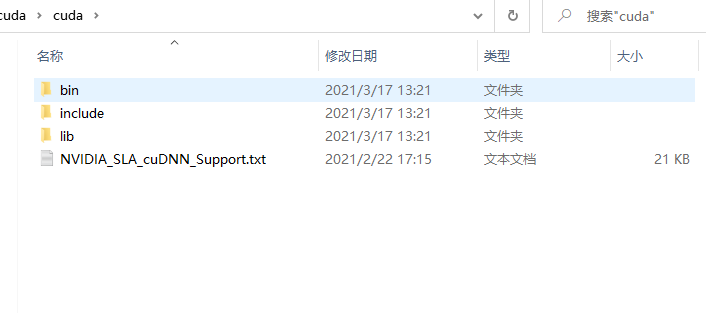 cuda > cuda > 搜索"cuda"
名称 修改日期 类型 大小
bin 2021/3/17 13:21 文件夹
include 2021/3/17 13:21 文件夹
lib 2021/3/17 13:21 文件夹
NVIDIA_SLA_cuDNN_Support.txt 2021/2/22 17:15 文本文档 21 KB